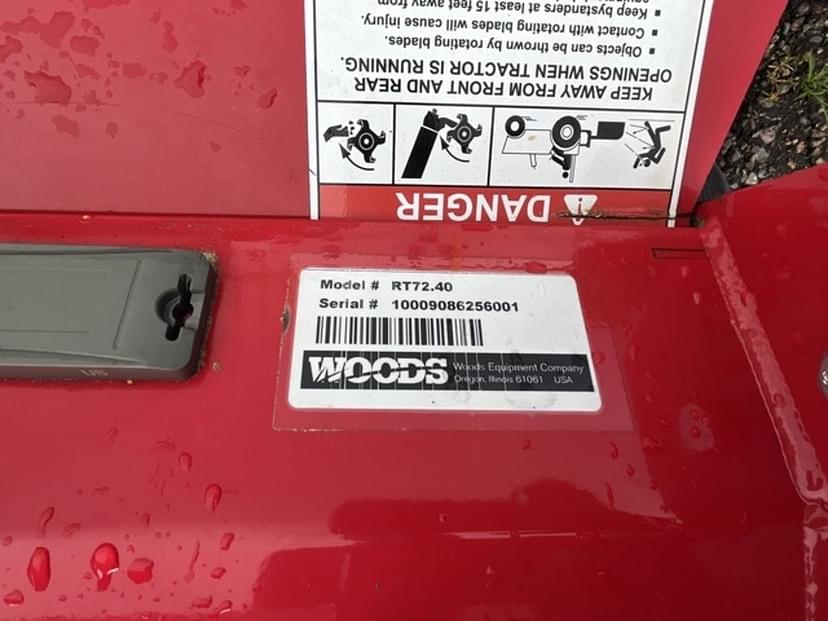 Model # RT72.40
Serial # 10009086256001
WOODS
Woods Equipment Company
Oregon, Illinois 61061 USA
US
DANGER
KEEP AWAY FROM FRONT AND REAR
OPENINGS WHEN TRACTOR IS RUNNING.
▪ Objects can be thrown by rotating blades.
▪ Contact with rotating blades will cause injury.
▪ Keep bystanders at least 15 feet away from